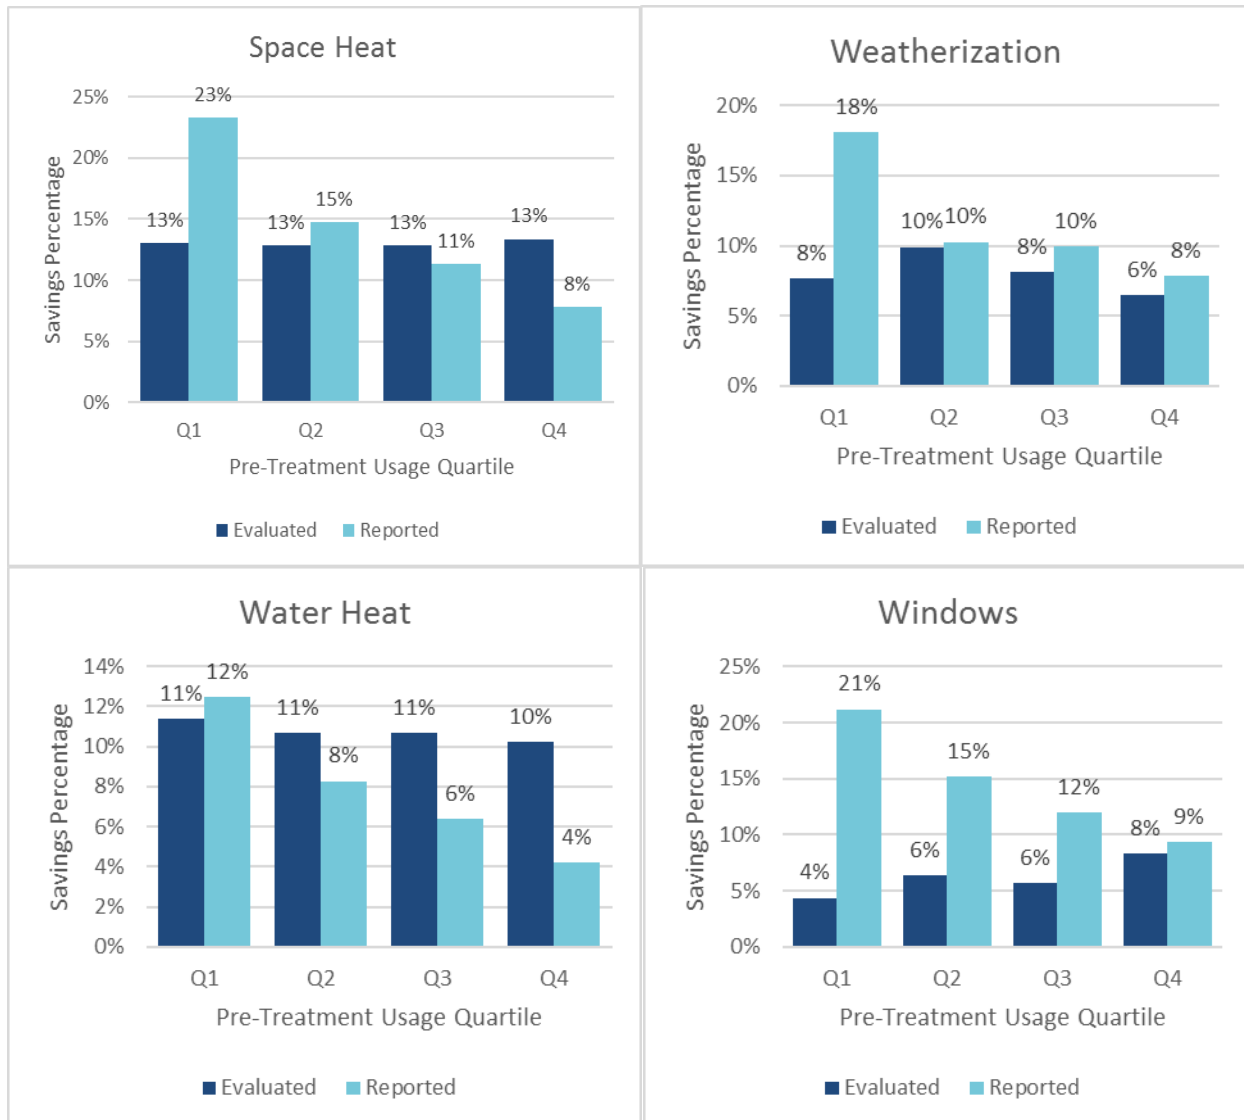 Space Heat
Savings Percentage
25%
20%
15%
10%
5%
0%
13%
23%
13%
15%
13%
11%
13%
8%
Q1 Q2 Q3 Q4
Pre-Treatment Usage Quartile
Evaluated Reported
Weatherization
Savings Percentage
20%
15%
10%
5%
0%
8%
18%
10%
10%
8%
10%
6%
8%
Q1 Q2 Q3 Q4
Pre-Treatment Usage Quartile
Evaluated Reported
Water Heat
Savings Percentage
14%
12%
10%
8%
6%
4%
2%
0%
11%
12%
11%
8%
11%
6%
10%
4%
Q1 Q2 Q3 Q4
Pre-Treatment Usage Quartile
Evaluated Reported
Windows
Savings Percentage
25%
20%
15%
10%
5%
0%
4%
21%
6%
15%
6%
12%
8%
9%
Q1 Q2 Q3 Q4
Pre-Treatment Usage Quartile
Evaluated Reported